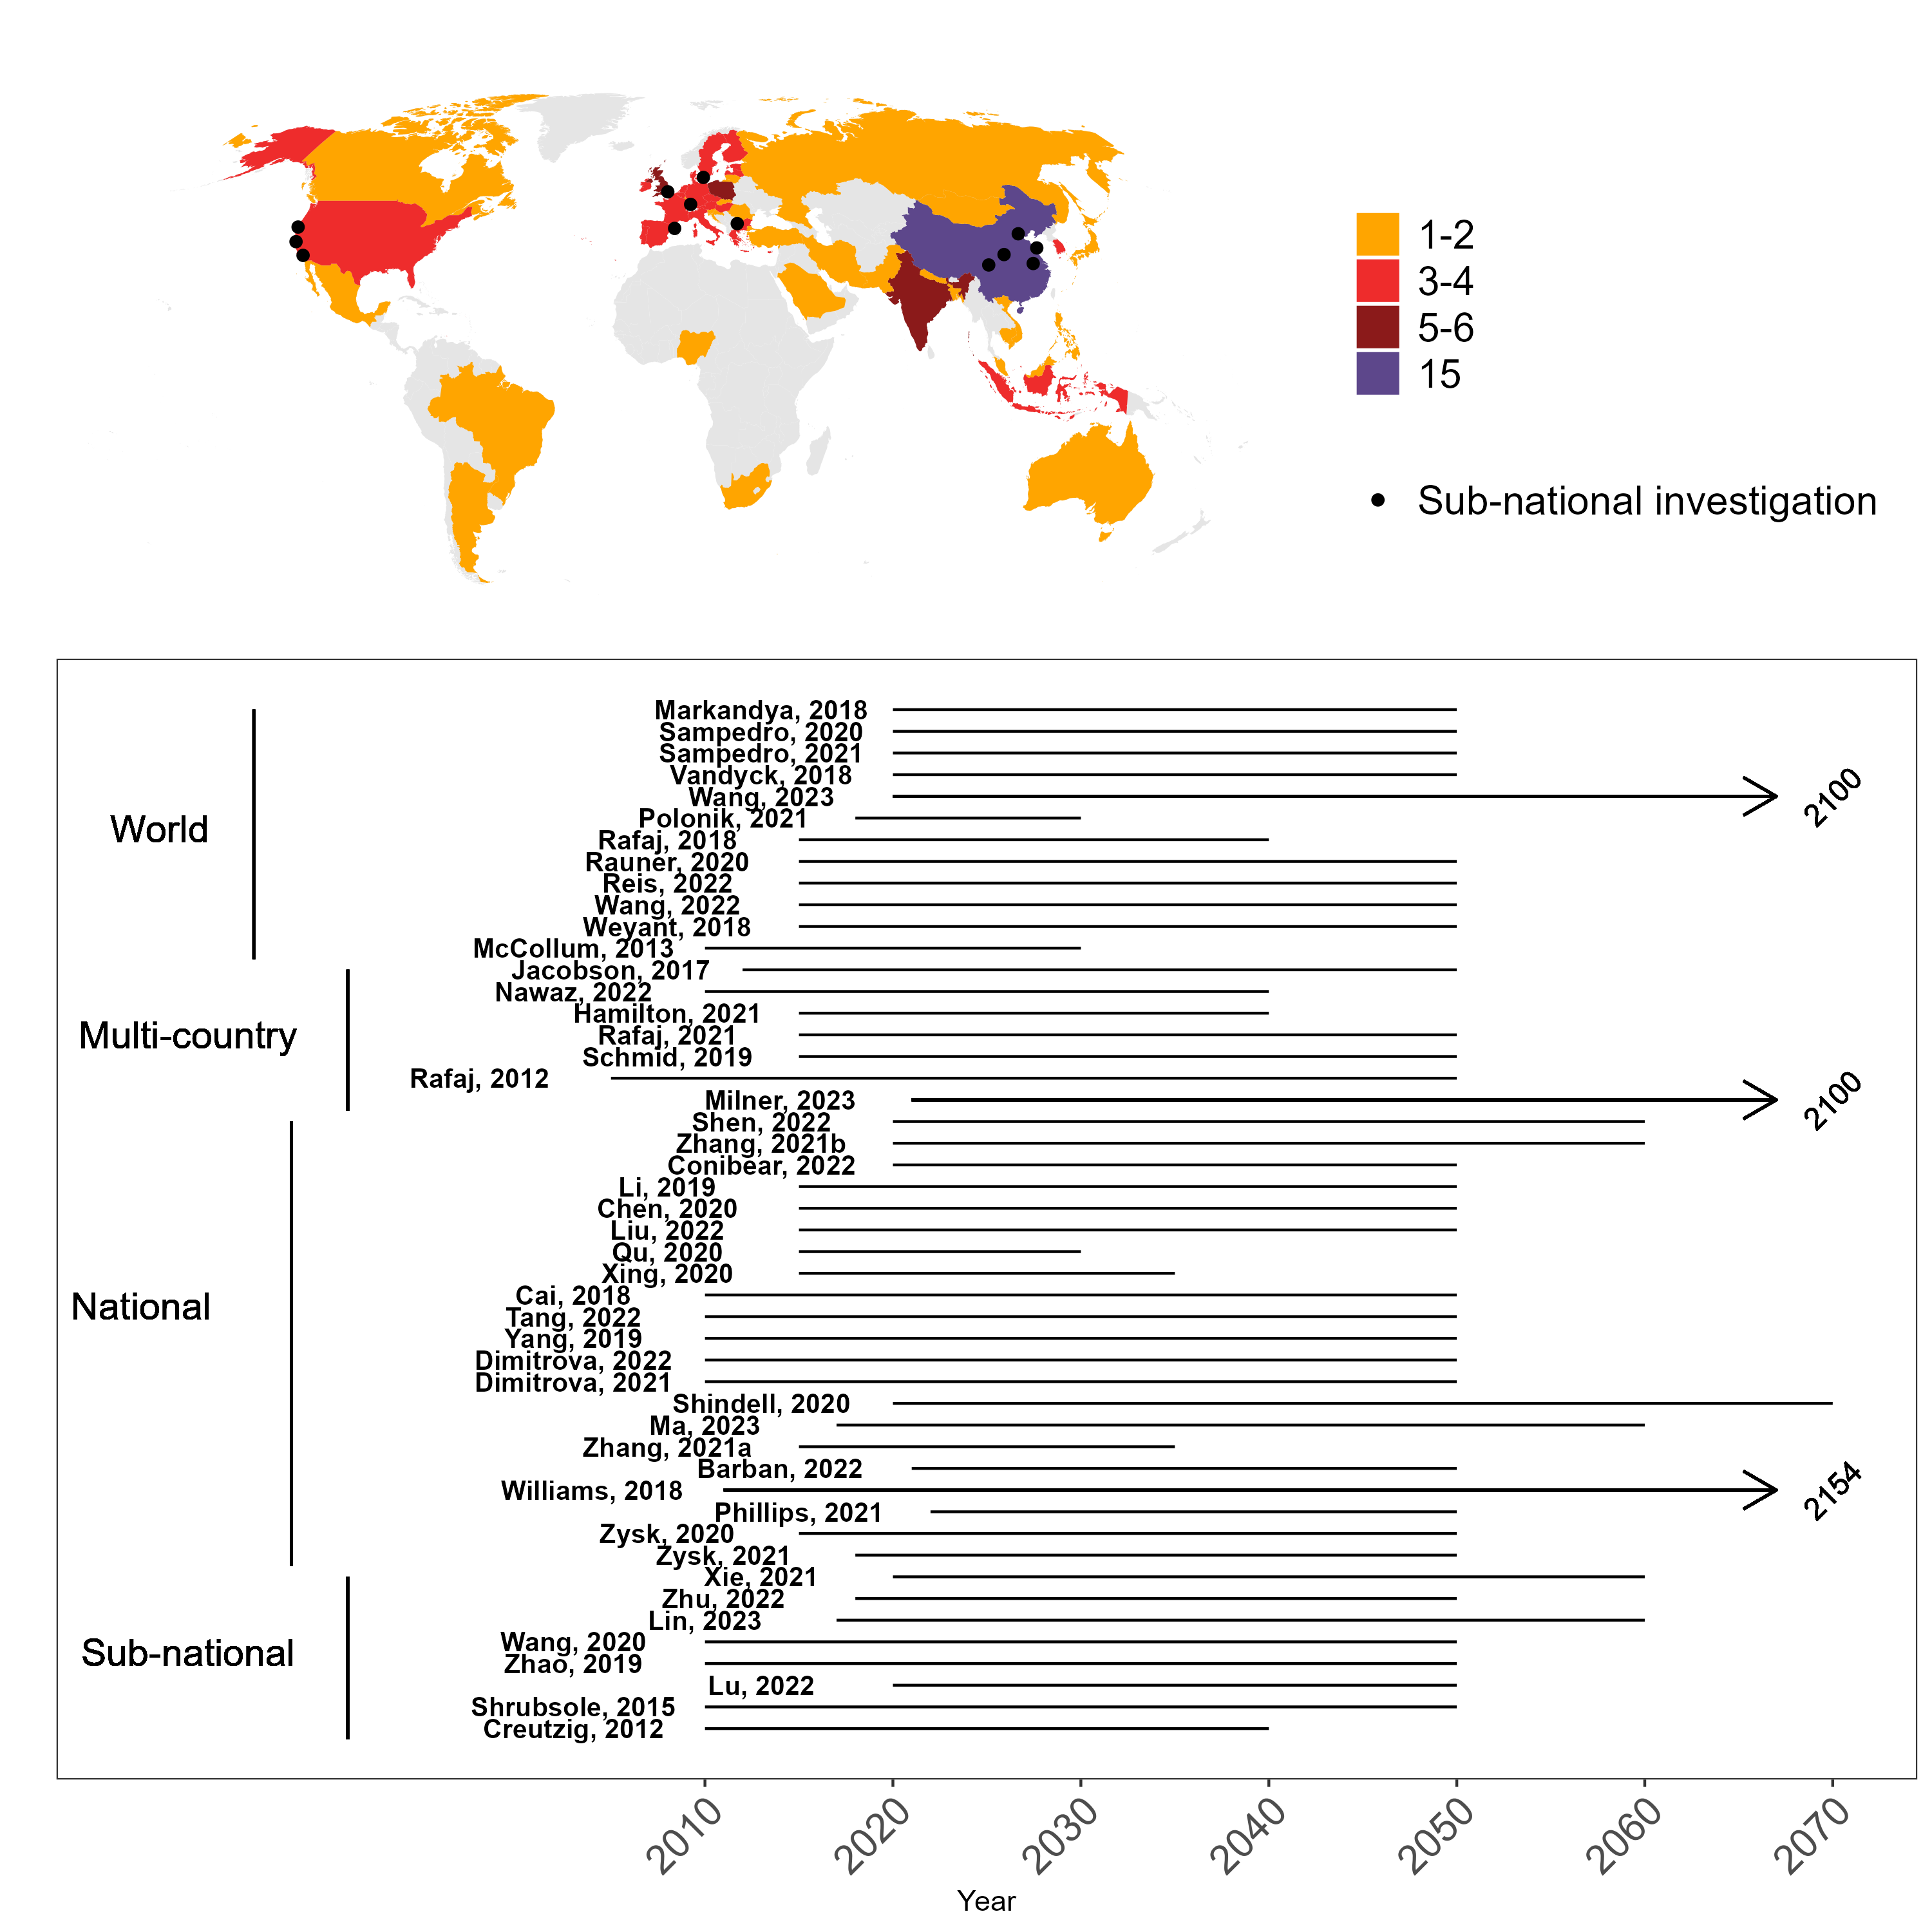 1-2
3-4
5-6
15
Sub-national investigation
World
Multi-country
National
Sub-national
Markandya, 2018
Sampedro, 2020
Sampedro, 2021
Vandyck, 2018
Wang, 2023
Polonik, 2021
Rafaj, 2018
Rauner, 2020
Reis, 2022
Wang, 2022
Weyant, 2018
McCollum, 2013
Jacobson, 2017
Nawaz, 2022
Hamilton, 2021
Rafaj, 2021
Schmid, 2019
Rafaj, 2012
Milner, 2023
Shen, 2022
Zhang, 2021b
Conibear, 2022
Li, 2019
Chen, 2020
Liu, 2022
Qu, 2020
Xing, 2020
Cai, 2018
Tang, 2022
Yang, 2019
Dimitrova, 2022
Dimitrova, 2021
Shindell, 2020
Ma, 2023
Zhang, 2021a
Barban, 2022
Williams, 2018
Phillips, 2021
Zysk, 2020
Zysk, 2021
Xie, 2021
Zhu, 2022
Lin, 2023
Wang, 2020
Zhao, 2019
Lu, 2022
Shrubsole, 2015
Creutzig, 2012
2100
2100
2154
2010
2020
2030
2040
2050
2060
2070
Year